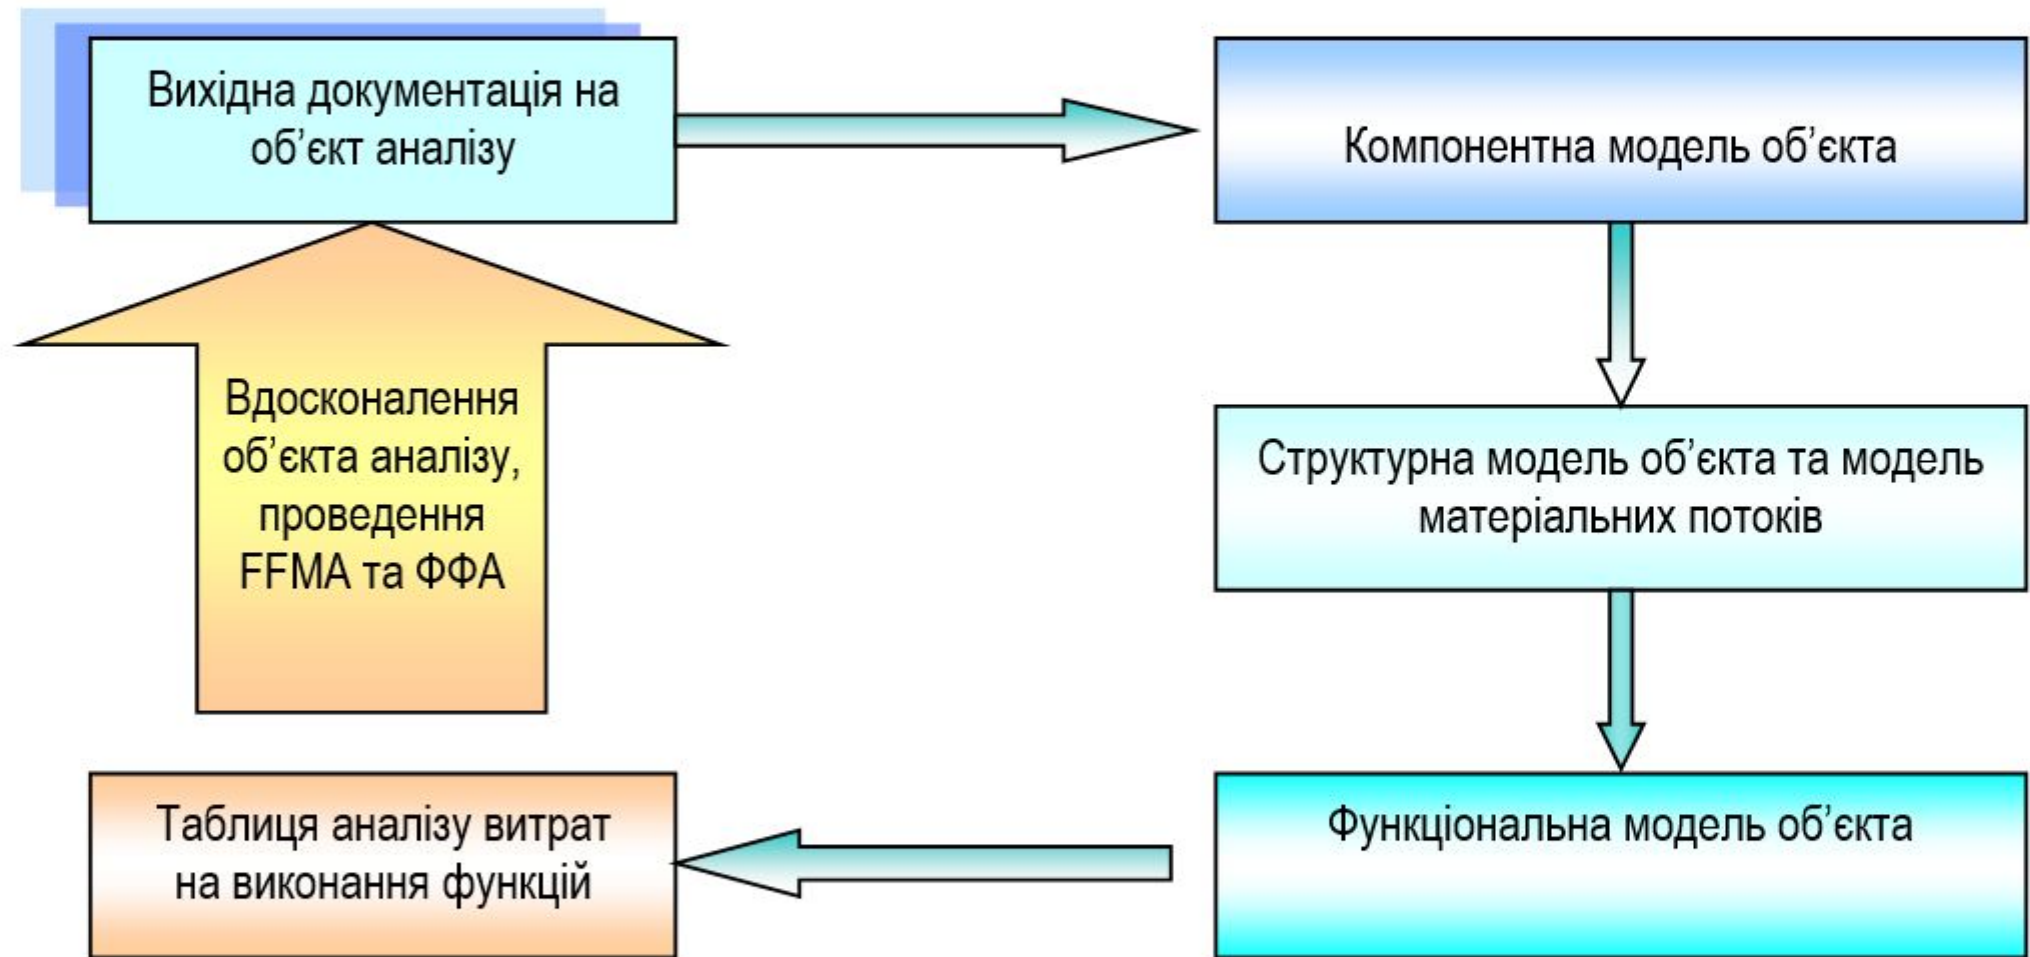 Вихідна документація на
об’єкт аналізу
Компонентна модель об’єкта
Структурна модель об’єкта та модель
матеріальних потоків
Функціональна модель об’єкта
Таблиця аналізу витрат
на виконання функцій
Вдосконалення
об’єкта аналізу,
проведення
FFMA та ФФА